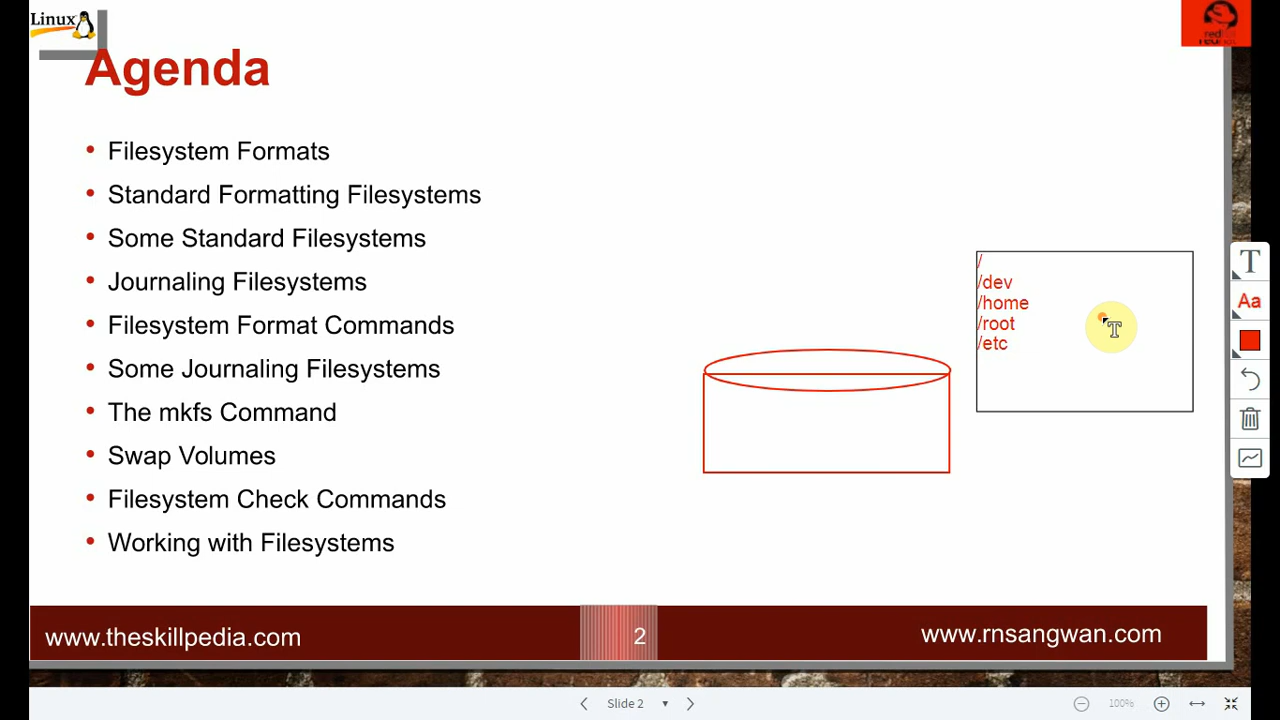 Linux
Agenda
• Filesystem Formats
• Standard Formatting Filesystems
• Some Standard Filesystems
• Journaling Filesystems
• Filesystem Format Commands
• Some Journaling Filesystems
• The mkfs Command
• Swap Volumes
• Filesystem Check Commands
• Working with Filesystems
/
/dev
/home
/root
/etc
T
Aa
www.theskillpedia.com
2
www.rnsangwan.com
Slide 2
100%